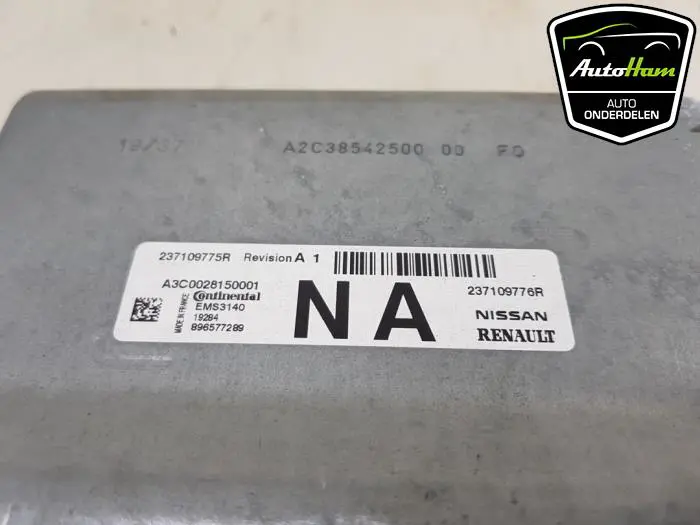 AutoHam
AUTO
ONDERDELEN
19/37 A2C38542500 00 FQ
237109775R Revision A 1
A3C0028150001
Continental
EMS3140
19284
896577289
MADE IN FRANCE
NA
237109776R
NISSAN
RENAULT